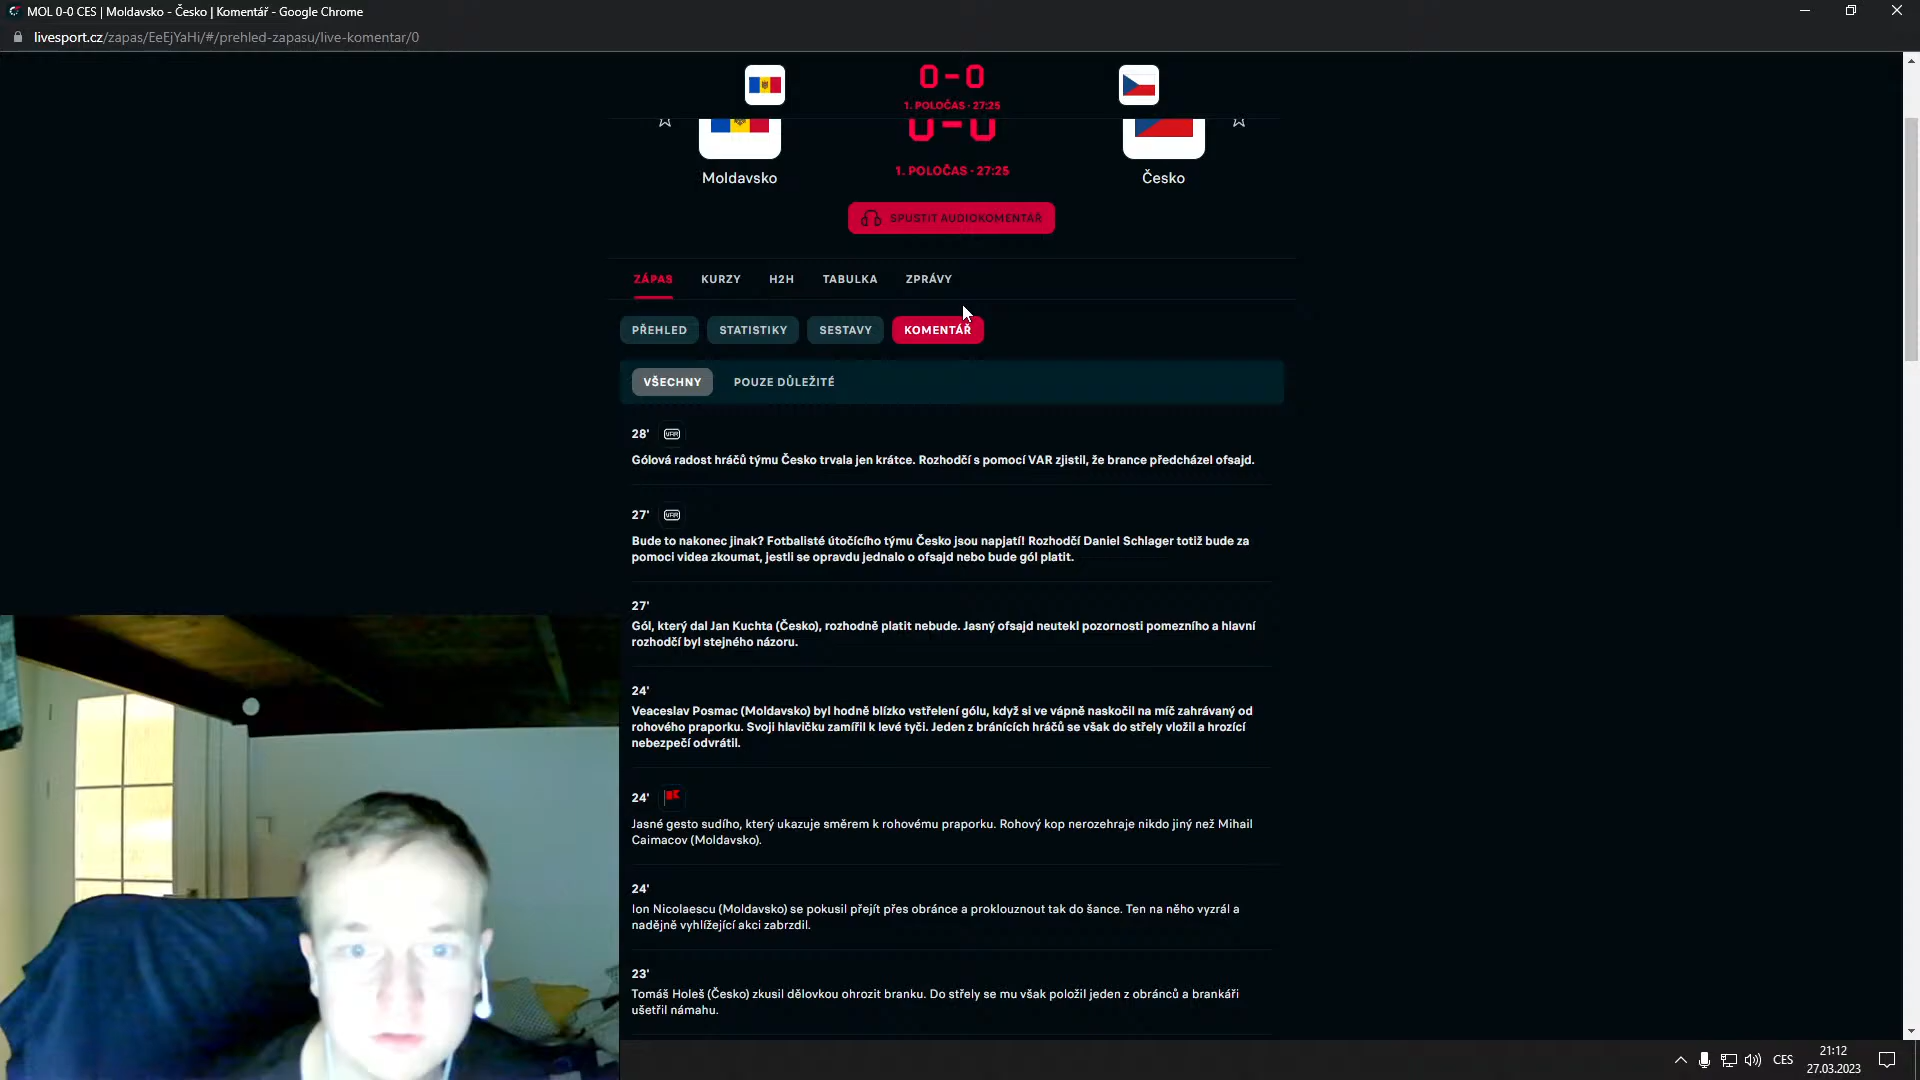 MOL 0-0 CES | Moldavsko - Česko | Komentář - Google Chrome
livesport.cz/zapas/EeEjYaHi/#/prehled-zapasu/live-komentar/0
0-0
1. POLOČAS - 27:25
0-0
1. POLOČAS - 27:25
Moldavsko
Česko
SPUSTIT AUDIOKOMENTÁŘ
ZÁPAS KURZY H2H TABULKA ZPRÁVY
PŘEHLED STATISTIKY SESTAVY KOMENTÁŘ
VŠECHNY POUZE DŮLEŽITÉ
28' VAR
Gólová radost hráčů týmu Česko trvala jen krátce. Rozhodčí s pomocí VAR zjistil, že brance předcházel ofsajd.
27' VAR
Bude to nakonec jinak? Fotbalisté útočícího týmu Česko jsou napjatí! Rozhodčí Daniel Schlager totiž bude za
pomoci videa zkoumat, jestli se opravdu jednalo o ofsajd nebo bude gól platit.
27'
Gól, který dal Jan Kuchta (Česko), rozhodně platit nebude. Jasný ofsajd neutekl pozornosti pomezního a hlavní
rozhodčí byl stejného názoru.
24'
Veaceslav Posmac (Moldavsko) byl hodně blízko vstřelení gólu, když si ve vápně naskočil na míč zahrávaný od
rohového praporku. Svoji hlavičku zamířil k levé tyči. Jeden z bránících hráčů se však do střely vložil a hrozící
nebezpečí odvrátil.
24'
Jasné gesto sudího, který ukazuje směrem k rohovému praporku. Rohový kop nerozehraje nikdo jiný než Mihail
Caimacov (Moldavsko).
24'
Ion Nicolaescu (Moldavsko) se pokusil přejít přes obránce a proklouznout tak do šance. Ten na něho vyzrál a
nadějně vyhlížející akci zabrzdil.
23'
Tomáš Holeš (Česko) zkusil dělovkou ohrozit branku. Do střely se mu však položil jeden z obránců a brankáři
ušetřil námahu.
CES
21:12
27.03.2023